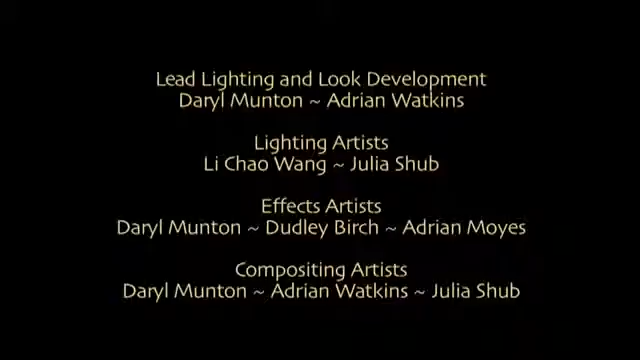 Lead Lighting and Look Development
Daryl Munton ~ Adrian Watkins
Lighting Artists
Li Chao Wang ~ Julia Shub
Effects Artists
Daryl Munton ~ Dudley Birch ~ Adrian Moyes
Compositing Artists
Daryl Munton ~ Adrian Watkins ~ Julia Shub